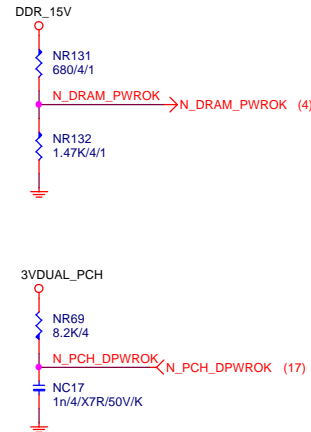 DDR_15V
NR131
680/4/1
N_DRAM_PWROK
N_DRAM_PWROK (4)
NR132
1.47K/4/1
3VDUAL_PCH
NR69
8.2K/4
N_PCH_DPWROK
N_PCH_DPWROK (17)
NC17
1n/4/X7R/50V/K